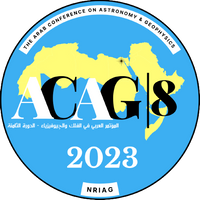 THE ARAB CONFERENCE ON ASTRONOMY & GEOPHYSICS
ACAG|8
المؤتمر العربي في الفلك والجيوفيزياء - الدورة الثامنة
2023
NRIAG